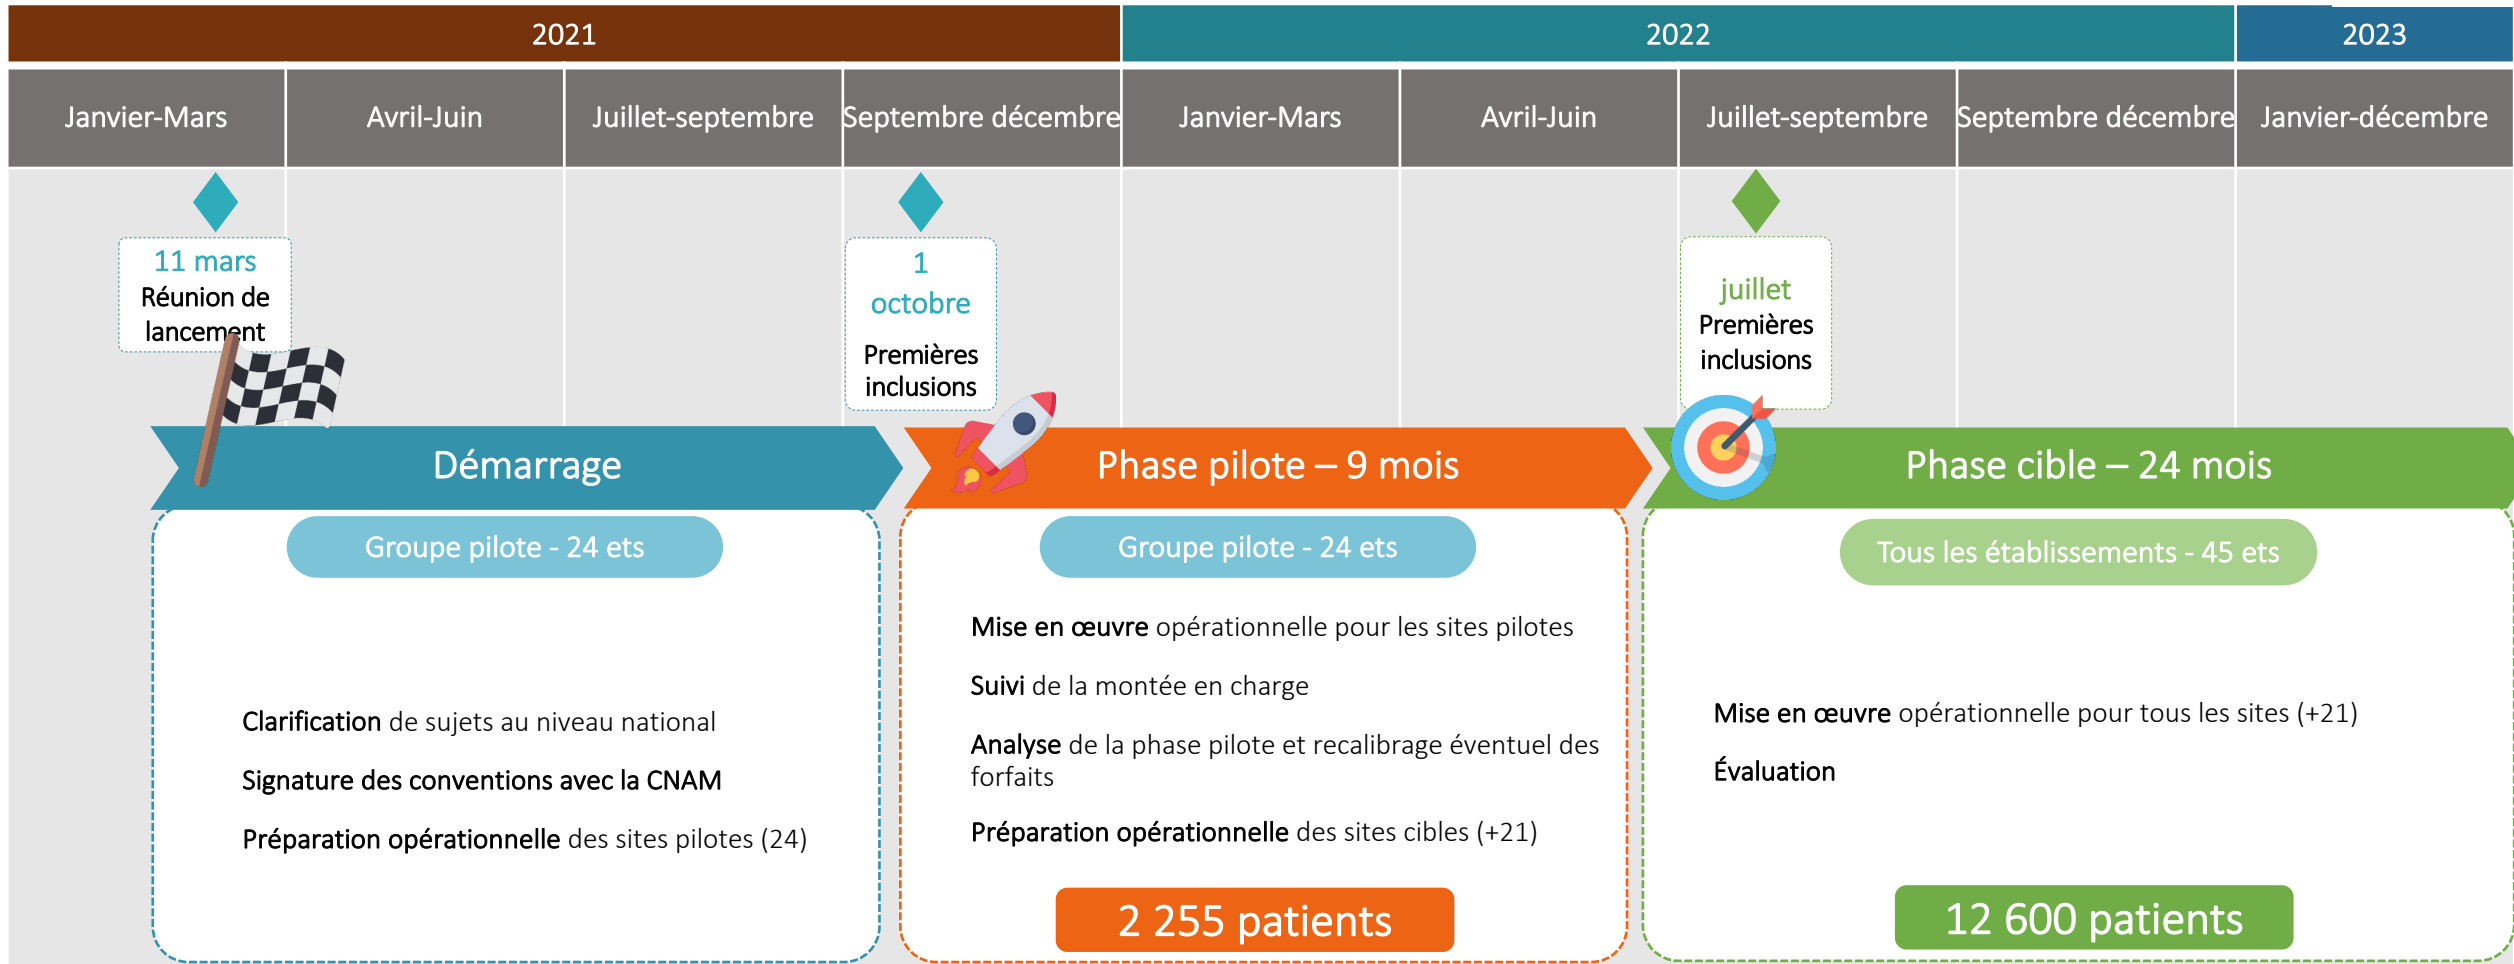 2021
2022
2023
Janvier-Mars
Avril-Juin
Juillet-septembre
Septembre décembre
Janvier-Mars
Avril-Juin
Juillet-septembre
Septembre décembre
Janvier-décembre
11 mars
Réunion de
lancement
1
octobre
Premières
inclusions
juillet
Premières
inclusions
Démarrage
Groupe pilote - 24 ets
Clarification de sujets au niveau national
Signature des conventions avec la CNAM
Préparation opérationnelle des sites pilotes (24)
Phase pilote – 9 mois
Groupe pilote - 24 ets
Mise en œuvre opérationnelle pour les sites pilotes
Suivi de la montée en charge
Analyse de la phase pilote et recalibrage éventuel des
forfaits
Préparation opérationnelle des sites cibles (+21)
2 255 patients
Phase cible – 24 mois
Tous les établissements - 45 ets
Mise en œuvre opérationnelle pour tous les sites (+21)
Évaluation
12 600 patients